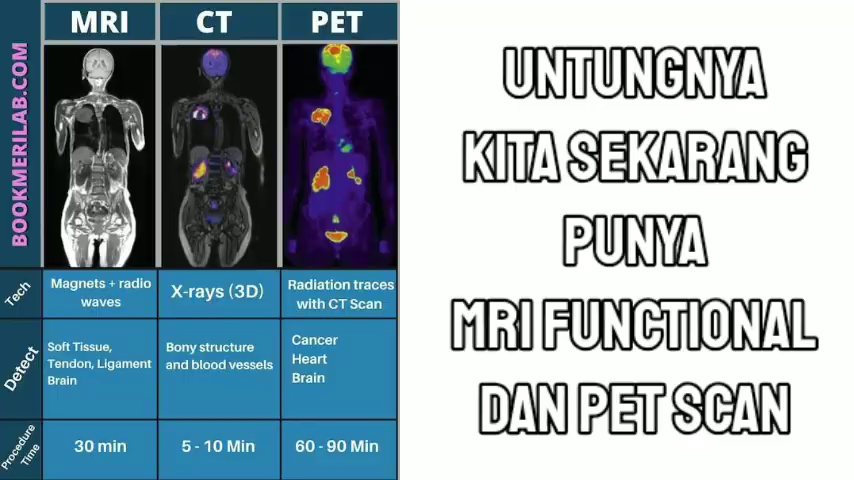 BOOKMERILAB.COM
MRI CT PET
Tech
Magnets + radio
waves
X-rays (3D)
Radiation traces
with CT Scan
Detect
Soft Tissue,
Tendon, Ligament
Brain
Bony structure
and blood vessels
Cancer
Heart
Brain
Procedure
Time
30 min
5 - 10 Min
60 - 90 Min
UNTUNGNYA
KITA SEKARANG
PUNYA
MRI FUNCTIONAL
DAN PET SCAN